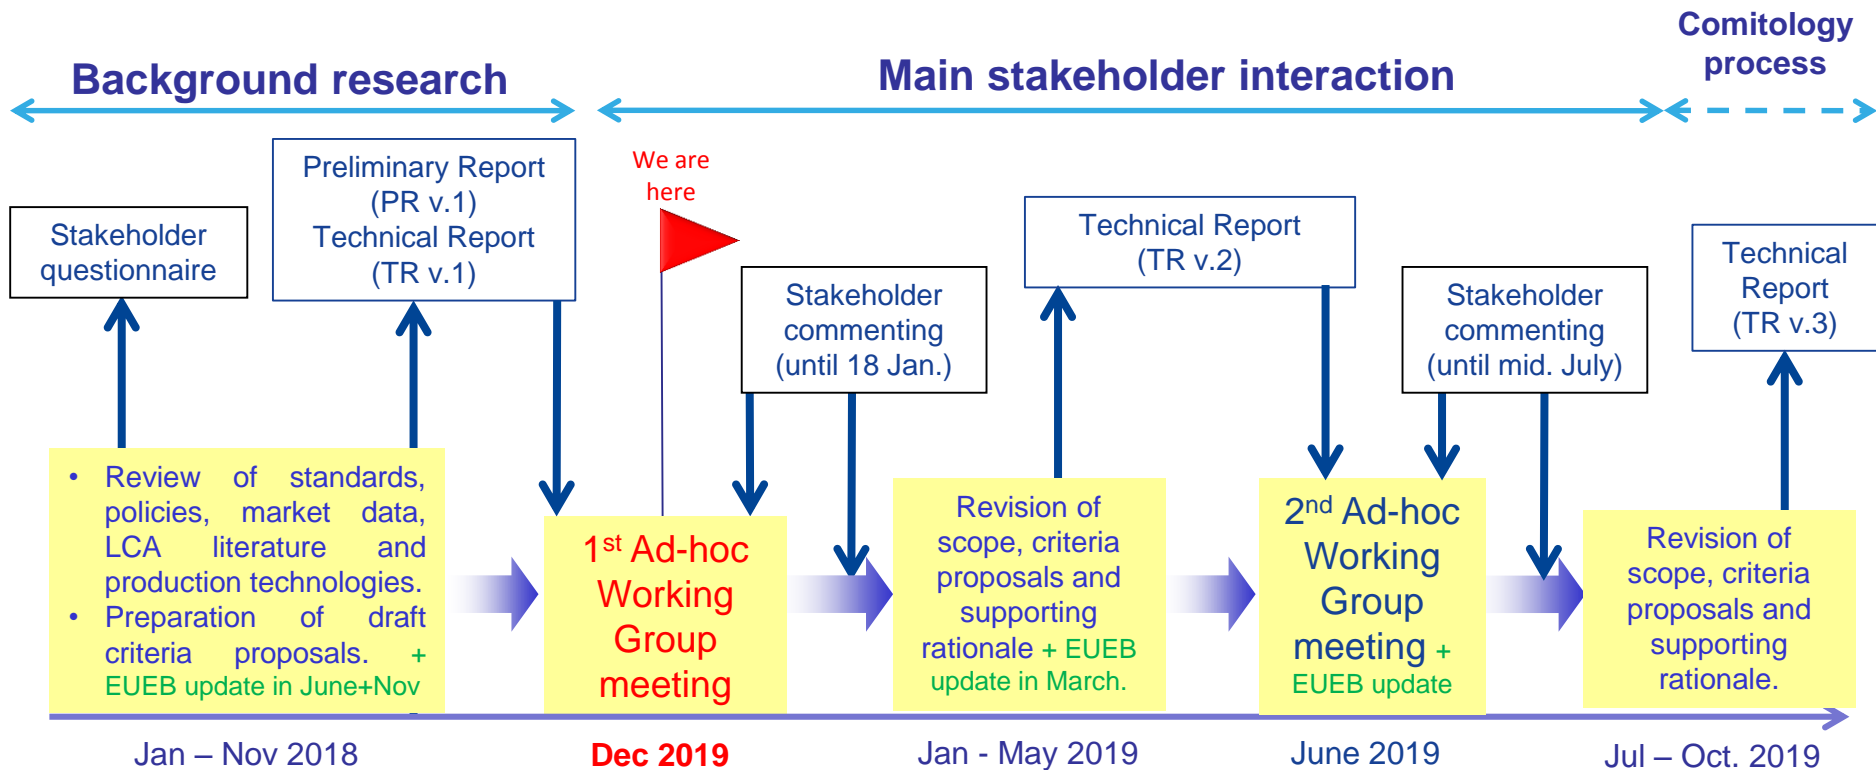 Background research
Main stakeholder interaction
Comitology
process
Stakeholder
questionnaire
Preliminary Report
(PR v.1)
Technical Report
(TR v.1)
We are
here
Stakeholder
commenting
(until 18 Jan.)
Technical Report
(TR v.2)
Stakeholder
commenting
(until mid. July)
Technical
Report
(TR v.3)
• Review of standards,
policies, market data,
LCA literature and
production technologies.
• Preparation of draft
criteria proposals. +
EUEB update in June+Nov
1st Ad-hoc
Working
Group
meeting
Revision of
scope, criteria
proposals and
supporting
rationale + EUEB
update in March.
2nd Ad-hoc
Working
Group
meeting +
EUEB update
Revision of
scope, criteria
proposals and
supporting
rationale.
Jan – Nov 2018
Dec 2019
Jan - May 2019
June 2019
Jul – Oct. 2019